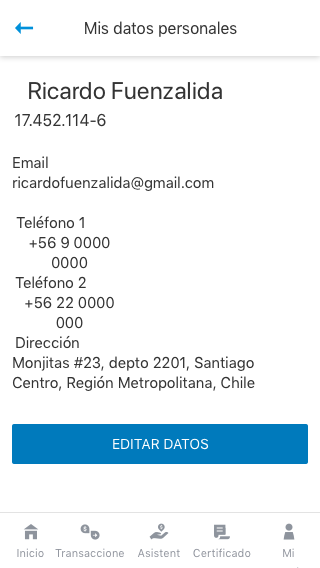 Mis datos personales
Ricardo Fuenzalida
17.452.114-6
Email
ricardofuenzalida@gmail.com
Teléfono 1
+56 9 0000
0000
Teléfono 2
+56 22 0000
000
Dirección
Monjitas #23, depto 2201, Santiago
Centro, Región Metropolitana, Chile
EDITAR DATOS
Inicio Transaccione Asistent Certificado Mi